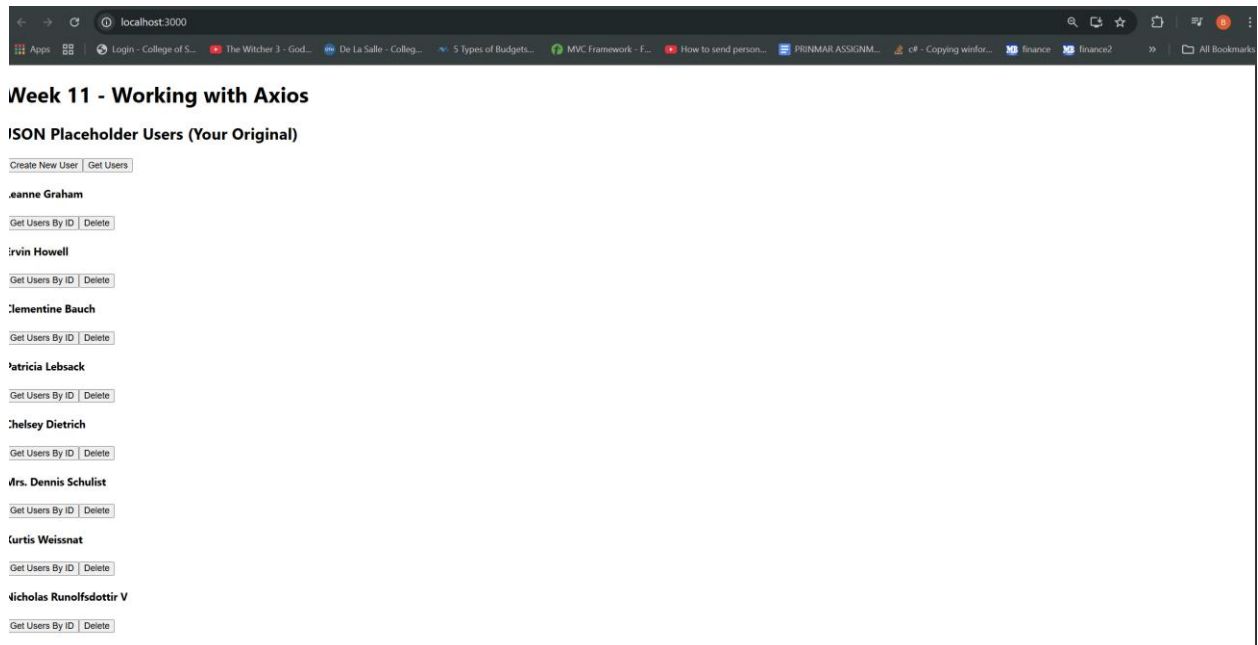 localhost:3000
B
Apps Login - College of S... The Witcher 3 - God... De La Salle - Colleg... 5 Types of Budgets... MVC Framework - F... How to send person... PRINMAR ASSIGNM... c# - Copying winfor... MB finance MB finance2 » All Bookmarks
Week 11 - Working with Axios
JSON Placeholder Users (Your Original)
Create New User Get Users
Leanne Graham
Get Users By ID Delete
Ervin Howell
Get Users By ID Delete
Clementine Bauch
Get Users By ID Delete
Patricia Lebsack
Get Users By ID Delete
Chelsey Dietrich
Get Users By ID Delete
Mrs. Dennis Schulist
Get Users By ID Delete
Kurtis Weissnat
Get Users By ID Delete
Nicholas Runolfsdottir V
Get Users By ID Delete